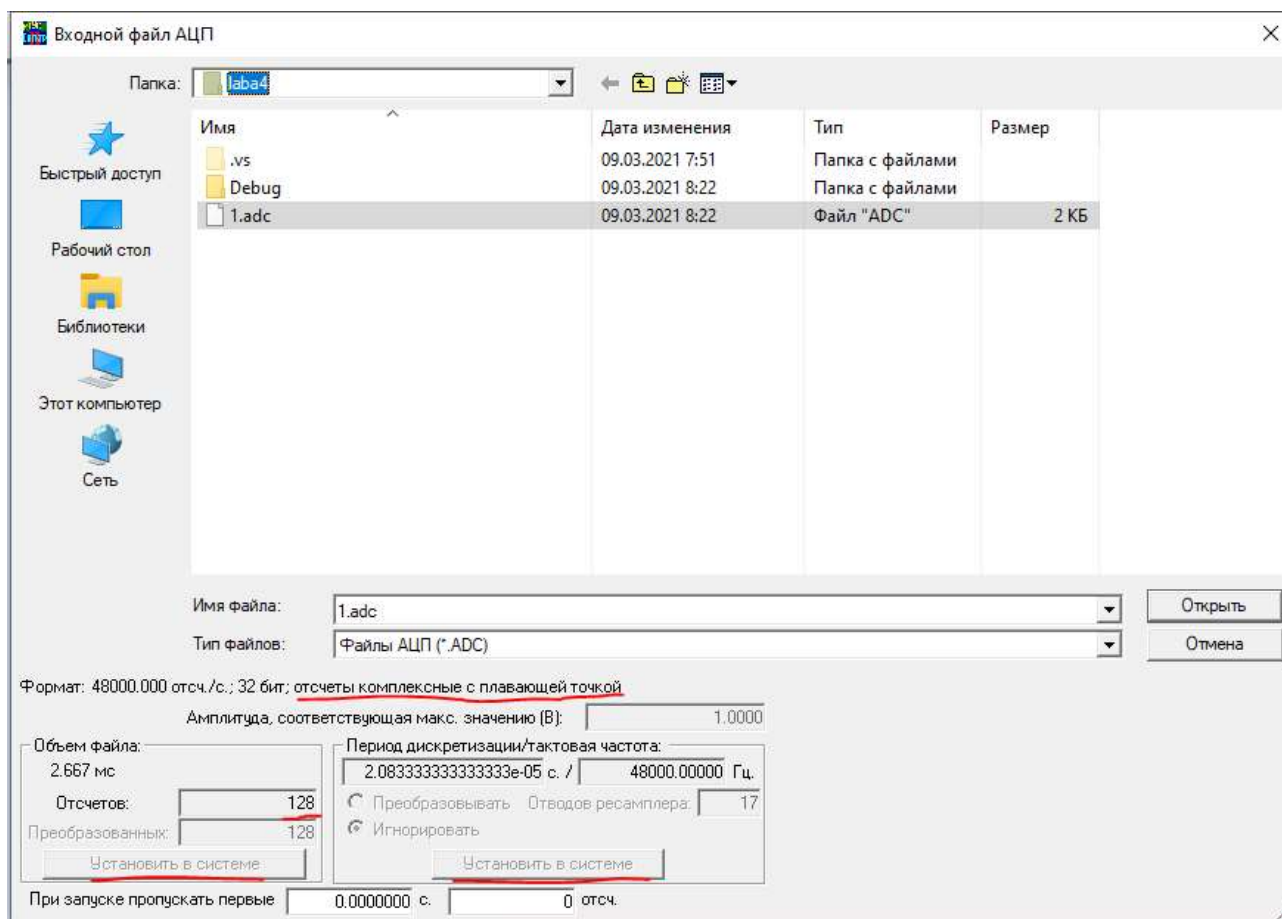 Входной файл АЦП
Папка: laba4
Имя Дата изменения Тип Размер
.vs 09.03.2021 7:51 Папка с файлами
Debug 09.03.2021 8:22 Папка с файлами
1.adc 09.03.2021 8:22 Файл "ADC" 2 КБ
Быстрый доступ
Рабочий стол
Библиотеки
Этот компьютер
Сеть
Имя файла: 1.adc Открыть
Тип файлов: Файлы АЦП (*.ADC) Отмена
Формат: 48000.000 отсч./с.; 32 бит; отсчеты комплексные с плавающей точкой
Амплитуда, соответствующая макс. значению (В): 1.0000
Объем файла: Период дискретизации/тактовая частота:
2.667 мс 2.083333333333333e-05 с. / 48000.00000 Гц.
Отсчетов: 128 Преобразовывать Отводов ресамплера: 17
Преобразованных: 128 Игнорировать
Установить в системе Установить в системе
При запуске пропускать первые 0.0000000 с. 0 отсч.